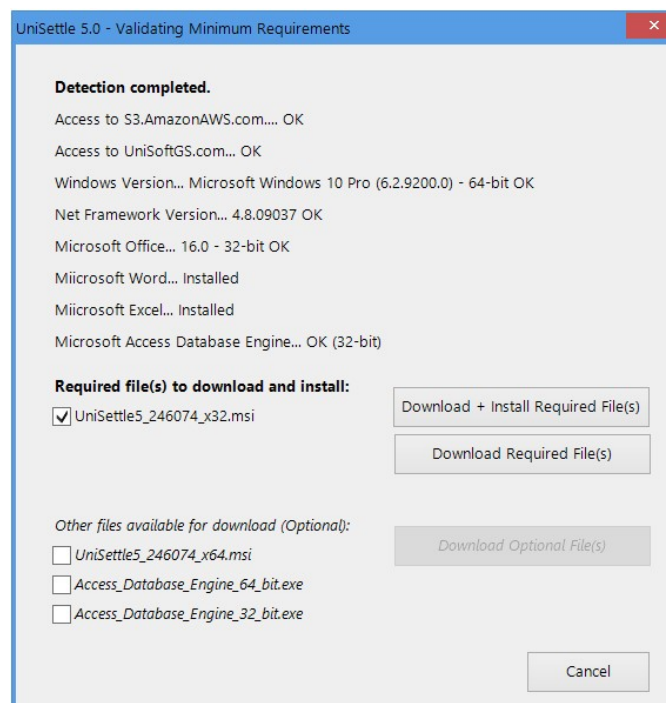 UniSettle 5.0 - Validating Minimum Requirements
Detection completed.
Access to S3.AmazonAWS.com.... OK
Access to UniSoftGS.com... OK
Windows Version... Microsoft Windows 10 Pro (6.2.9200.0) - 64-bit OK
Net Framework Version... 4.8.09037 OK
Microsoft Office... 16.0 - 32-bit OK
Miicrosoft Word... Installed
Miicrosoft Excel... Installed
Microsoft Access Database Engine... OK (32-bit)
Required file(s) to download and install:
UniSettle5_246074_x32.msi
Download + Install Required File(s)
Download Required File(s)
Other files available for download (Optional):
Download Optional File(s)
UniSettle5_246074_x64.msi
Access_Database_Engine_64_bit.exe
Access_Database_Engine_32_bit.exe
Cancel